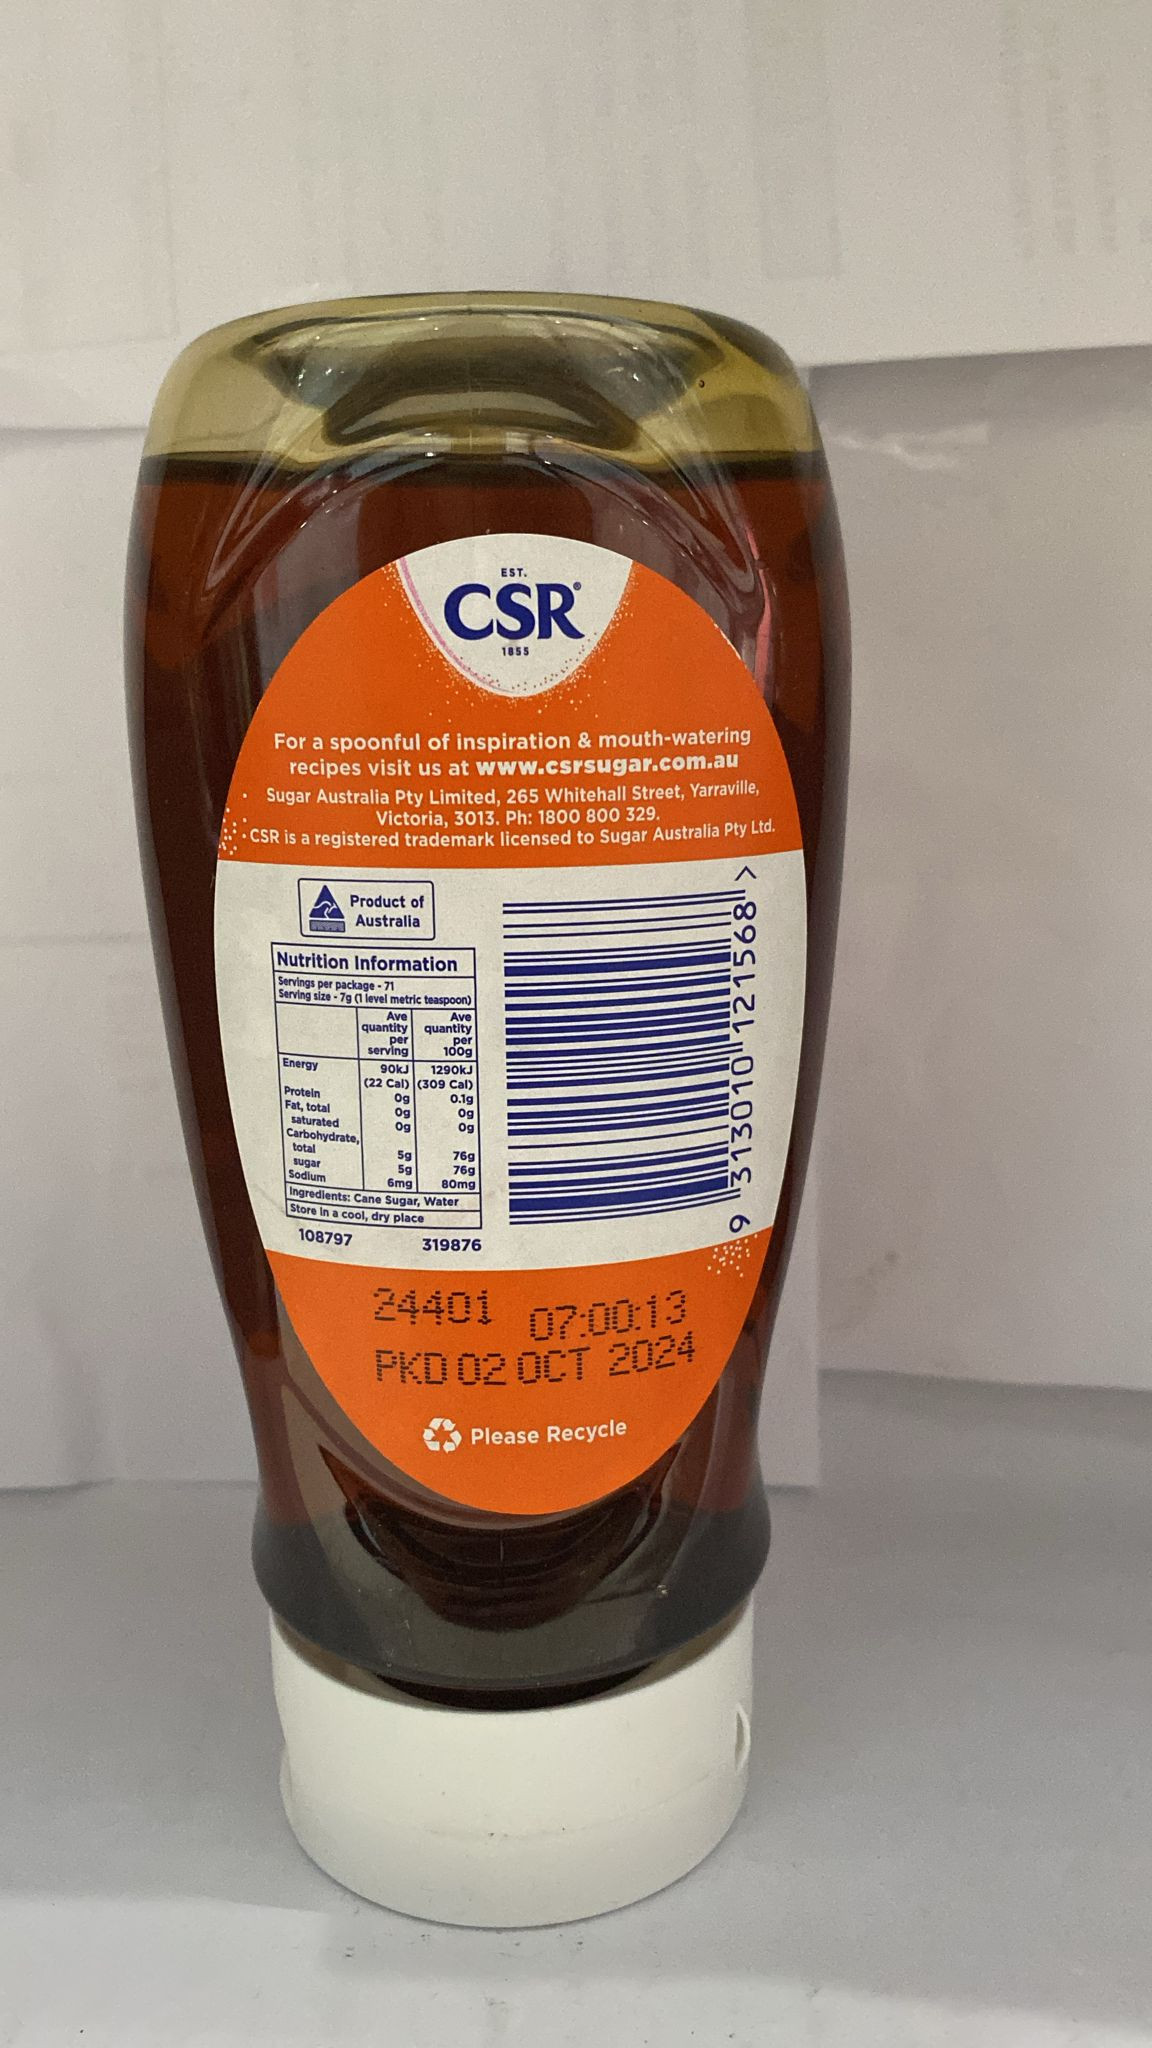 EST.
CSR®
1855
For a spoonful of inspiration & mouth-watering
recipes visit us at www.csrsugar.com.au
Sugar Australia Pty Limited, 265 Whitehall Street, Yarraville,
Victoria, 3013. Ph: 1800 800 329.
CSR is a registered trademark licensed to Sugar Australia Pty Ltd.
Product of
Australia
Nutrition Information
Servings per package - 71
Serving size - 7g (1 level metric teaspoon)
Ave quantity per serving Ave quantity per 100g
Energy 90kJ 1290kJ
(22 Cal) (309 Cal)
Protein 0g 0.1g
Fat, total 0g 0g
saturated 0g 0g
Carbohydrate,
total 5g 76g
sugar 5g 76g
Sodium 6mg 80mg
Ingredients: Cane Sugar, Water
Store in a cool, dry place
108797 319876
9 313010 121568 >
24401 07:00:13
PKD 02 OCT 2024
Please Recycle